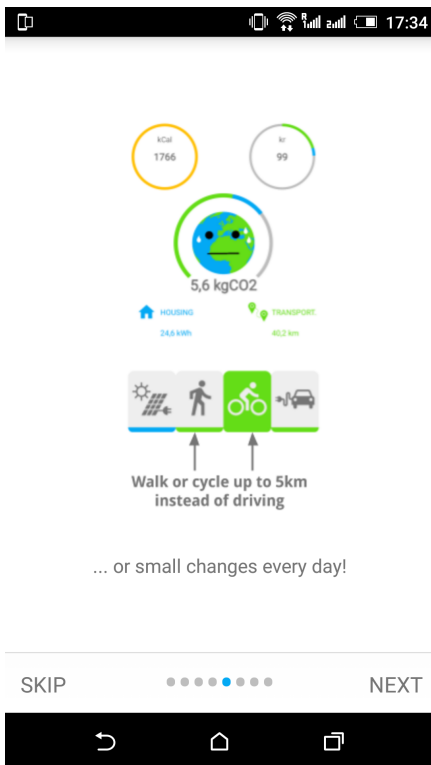 17:34
kCal
1766
kr
99
5,6 kgCO2
HOUSING
24,6 kWh
TRANSPORT
40,2 km
Walk or cycle up to 5km
instead of driving
... or small changes every day!
SKIP
NEXT